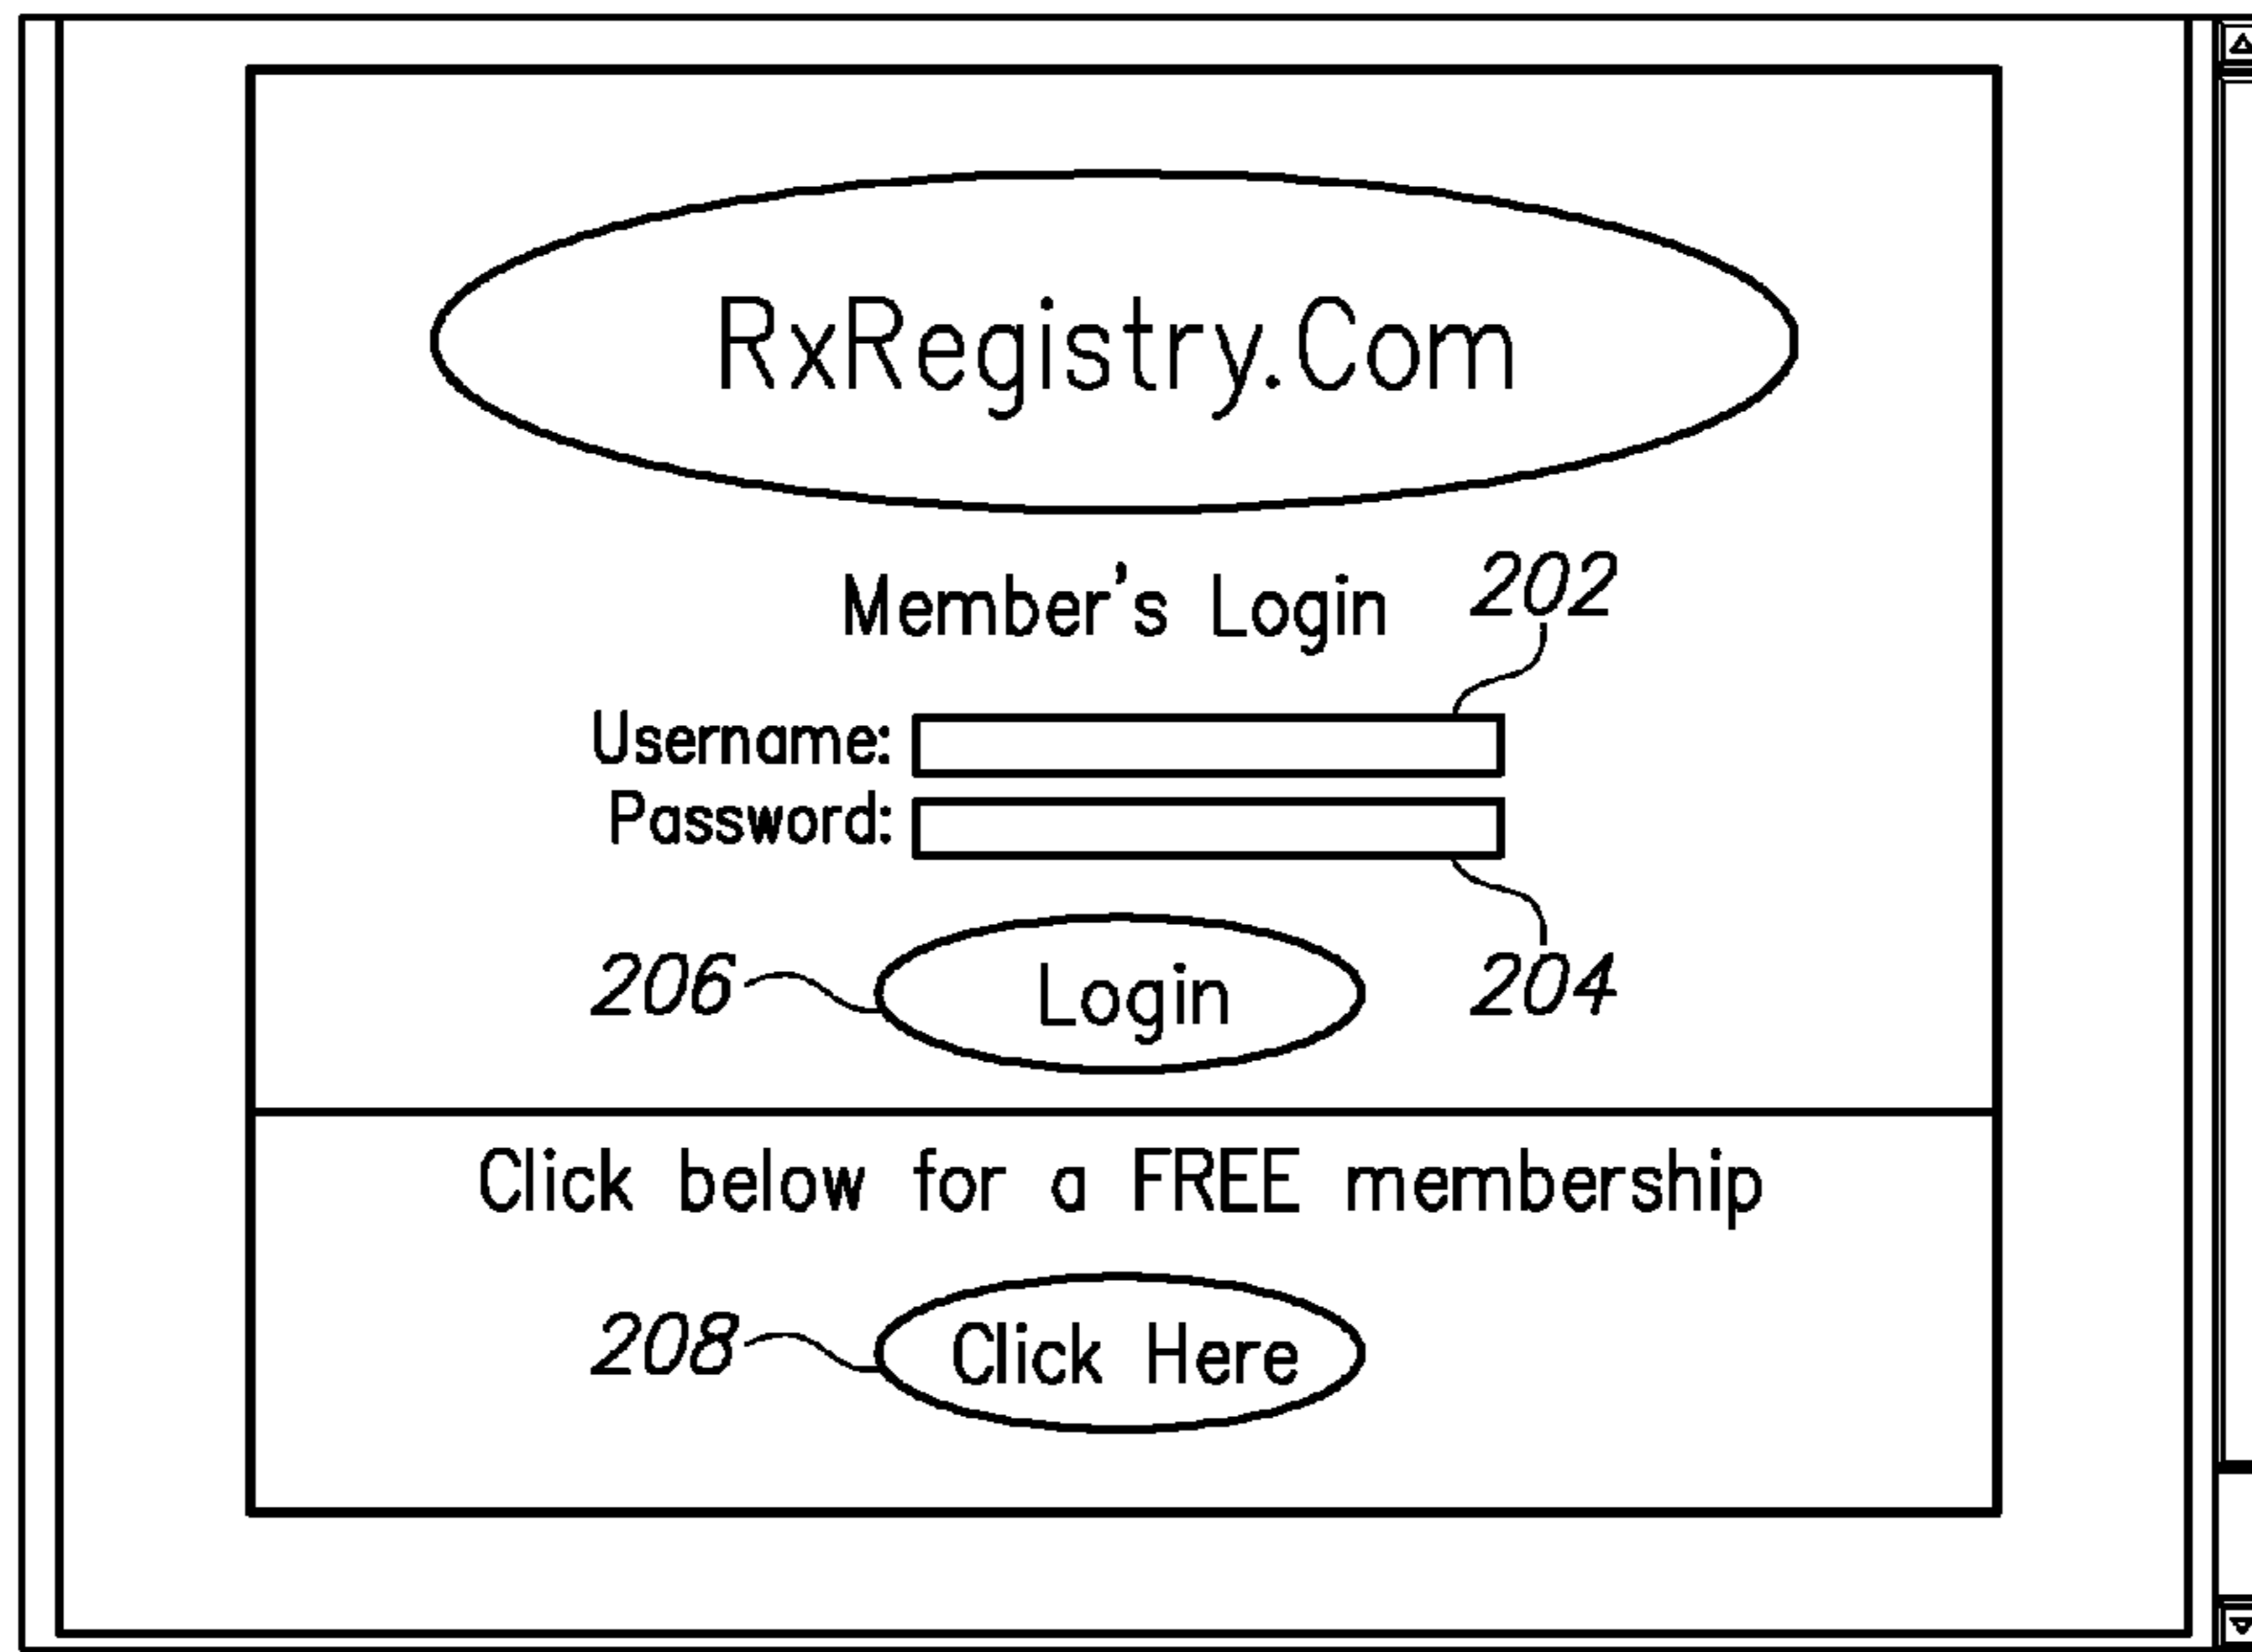 RxRegistry.Com
Member's Login 202
Username:
Password:
206 Login 204
Click below for a FREE membership
208 Click Here